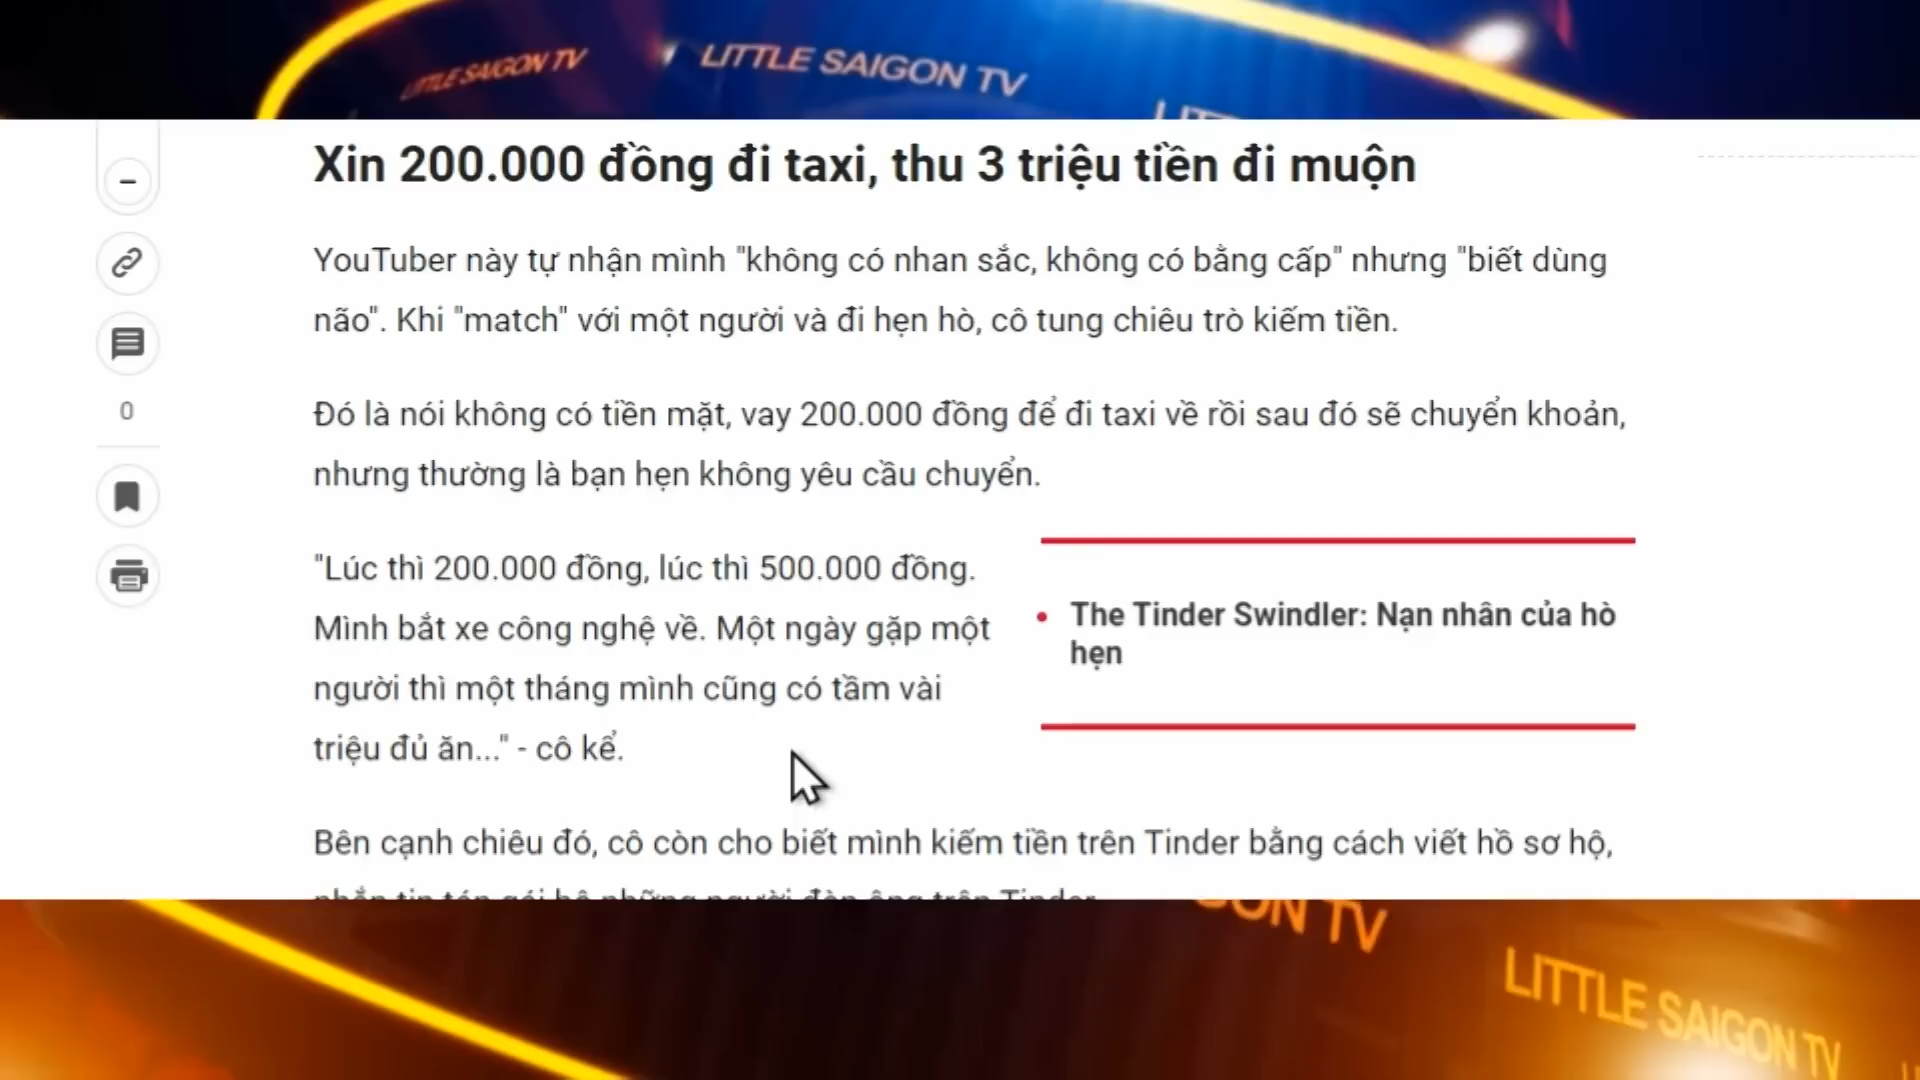 LITTLE SAIGON TV
LITTLE SAIGON TV
Xin 200.000 đồng đi taxi, thu 3 triệu tiền đi muộn
YouTuber này tự nhận mình "không có nhan sắc, không có bằng cấp" nhưng "biết dùng
não". Khi "match" với một người và đi hẹn hò, cô tung chiêu trò kiếm tiền.
Đó là nói không có tiền mặt, vay 200.000 đồng để đi taxi về rồi sau đó sẽ chuyển khoản,
nhưng thường là bạn hẹn không yêu cầu chuyển.
0
"Lúc thì 200.000 đồng, lúc thì 500.000 đồng.
Mình bắt xe công nghệ về. Một ngày gặp một
người thì một tháng mình cũng có tầm vài
triệu đủ ăn..." - cô kể.
The Tinder Swindler: Nạn nhân của hò
hẹn
Bên cạnh chiêu đó, cô còn cho biết mình kiếm tiền trên Tinder bằng cách viết hồ sơ hộ,
TV
LITTLE SAIGON TV